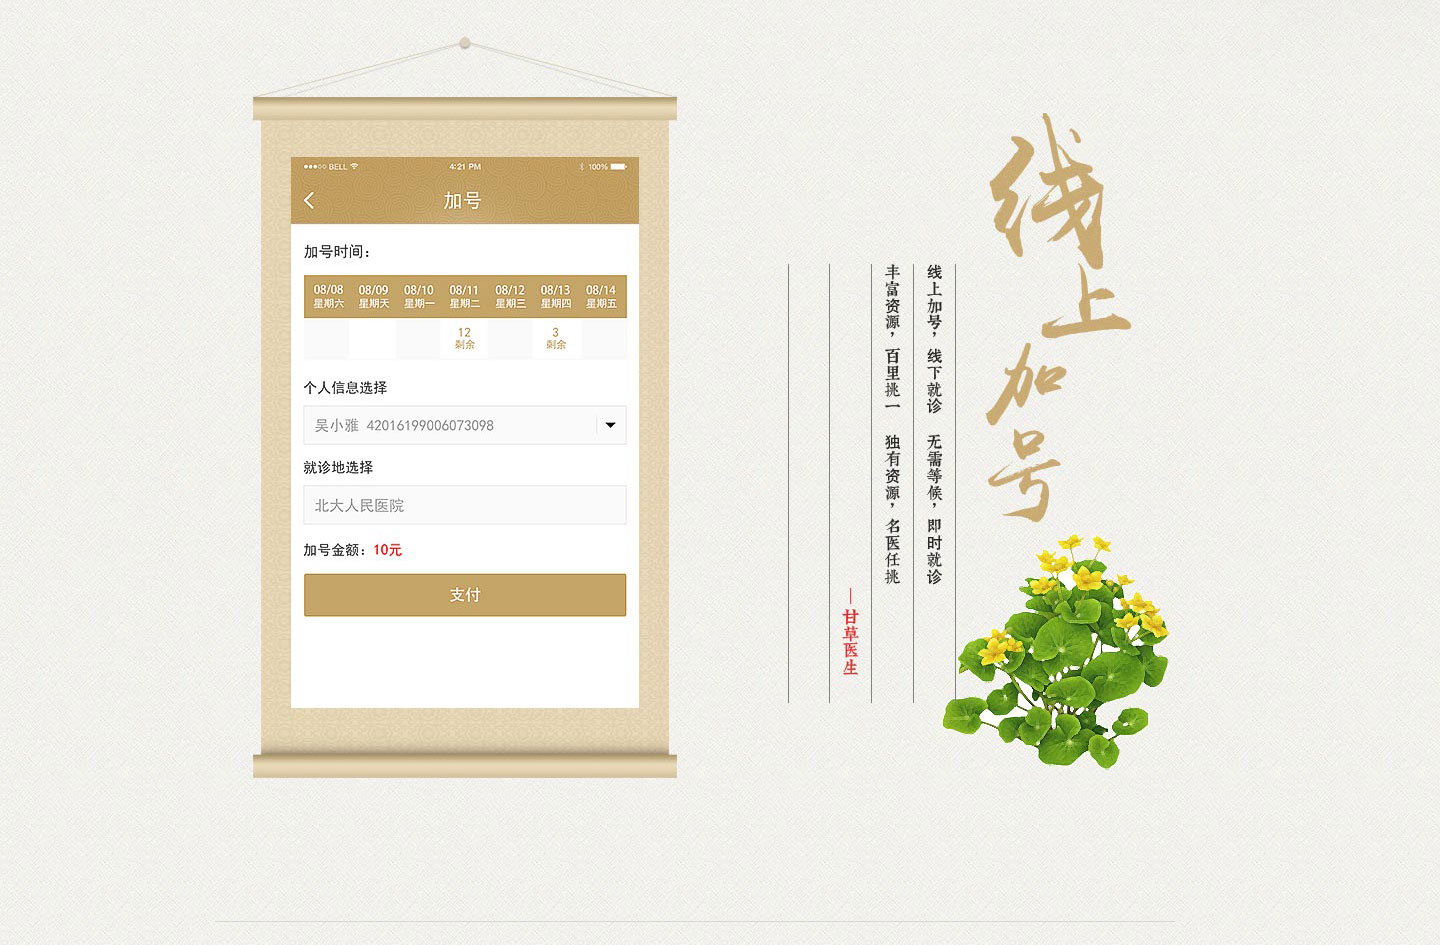 BELL
4:21 PM
100%
加号
加号时间：
08/08 08/09 08/10 08/11 08/12 08/13 08/14
星期六 星期天 星期一 星期二 星期三 星期四 星期五
12 3
剩余 剩余
个人信息选择
吴小雅 42016199006073098
就诊地选择
北大人民医院
加号金额：10元
支付
线上加号
线上加号，线下就诊 无需等候，即时就诊
丰富资源，百里挑一 独有资源，名医任挑
—甘草医生